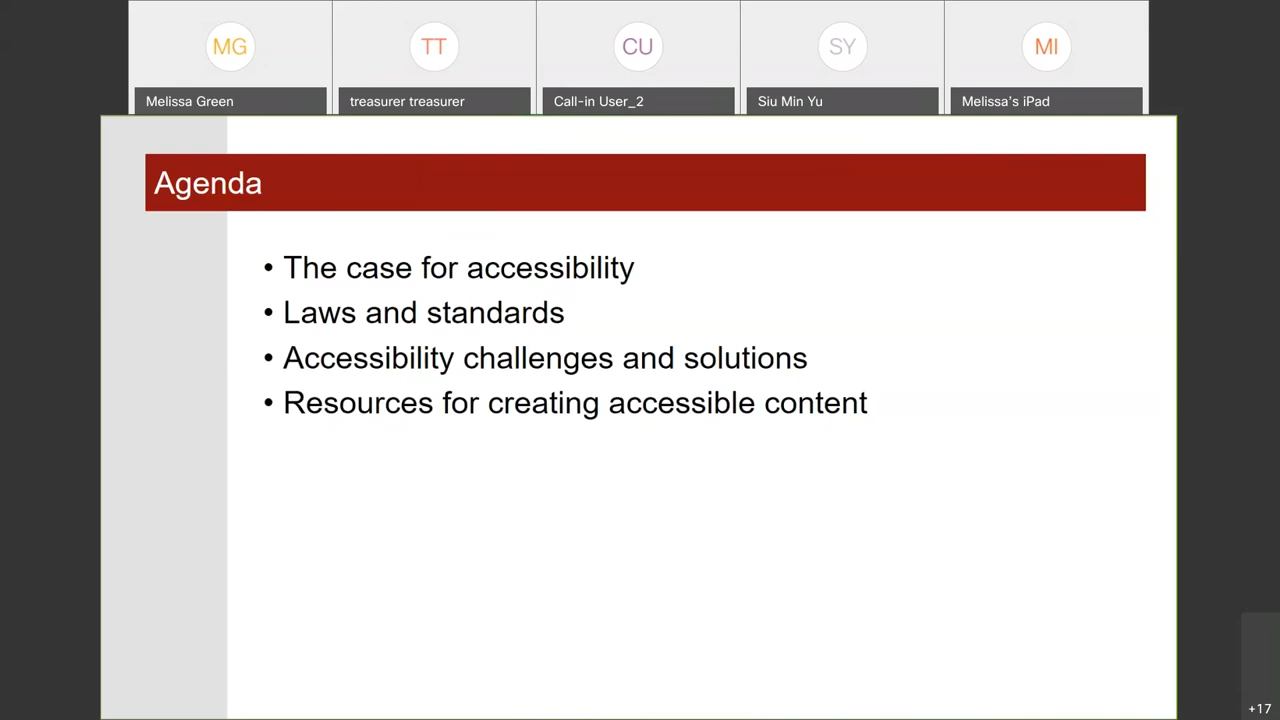 MG
TT
CU
SY
MI
Melissa Green
treasurer treasurer
Call-in User_2
Siu Min Yu
Melissa's iPad
Agenda
• The case for accessibility
• Laws and standards
• Accessibility challenges and solutions
• Resources for creating accessible content
+17